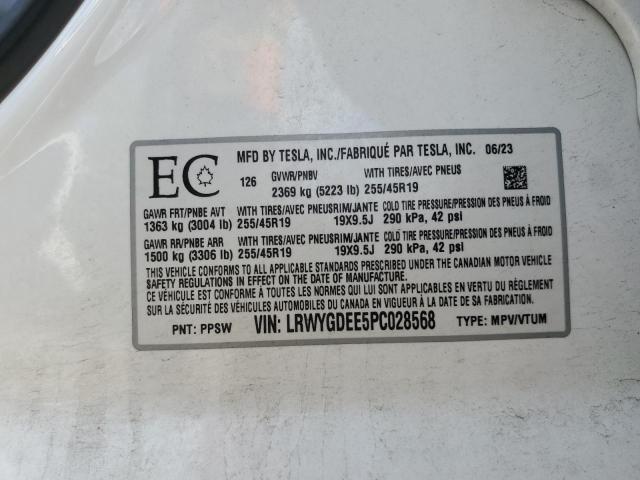 EC MFD BY TESLA, INC./FABRIQUÉ PAR TESLA, INC. 06/23
126 GVWR/PNBV WITH TIRES/AVEC PNEUS
2369 kg (5223 lb) 255/45R19
GAWR FRT/PNBE AVT WITH TIRES/AVEC PNEUS RIM/JANTE COLD TIRE PRESSURE/PRESSION DES PNEUS À FROID
1363 kg (3004 lb) 255/45R19 19X9.5J 290 kPa, 42 psi
GAWR RR/PNBE ARR WITH TIRES/AVEC PNEUS RIM/JANTE COLD TIRE PRESSURE/PRESSION DES PNEUS À FROID
1500 kg (3306 lb) 255/45R19 19X9.5J 290 kPa, 42 psi
THIS VEHICLE CONFORMS TO ALL APPLICABLE STANDARDS PRESCRIBED UNDER THE CANADIAN MOTOR VEHICLE
SAFETY REGULATIONS IN EFFECT ON THE DATE OF MANUFACTURE
CE VÉHICULE EST CONFORME À TOUTES LES NORMES QUI LUI SONT APPLICABLES EN VERTU DU RÈGLEMENT
SUR LA SÉCURITÉ DES VÉHICULES AUTOMOBILES DU CANADA EN VIGUEUR À LA DATE DE SA FABRICATION
PNT: PPSW VIN: LRWYGDEE5PC028568 TYPE: MPV/VTUM